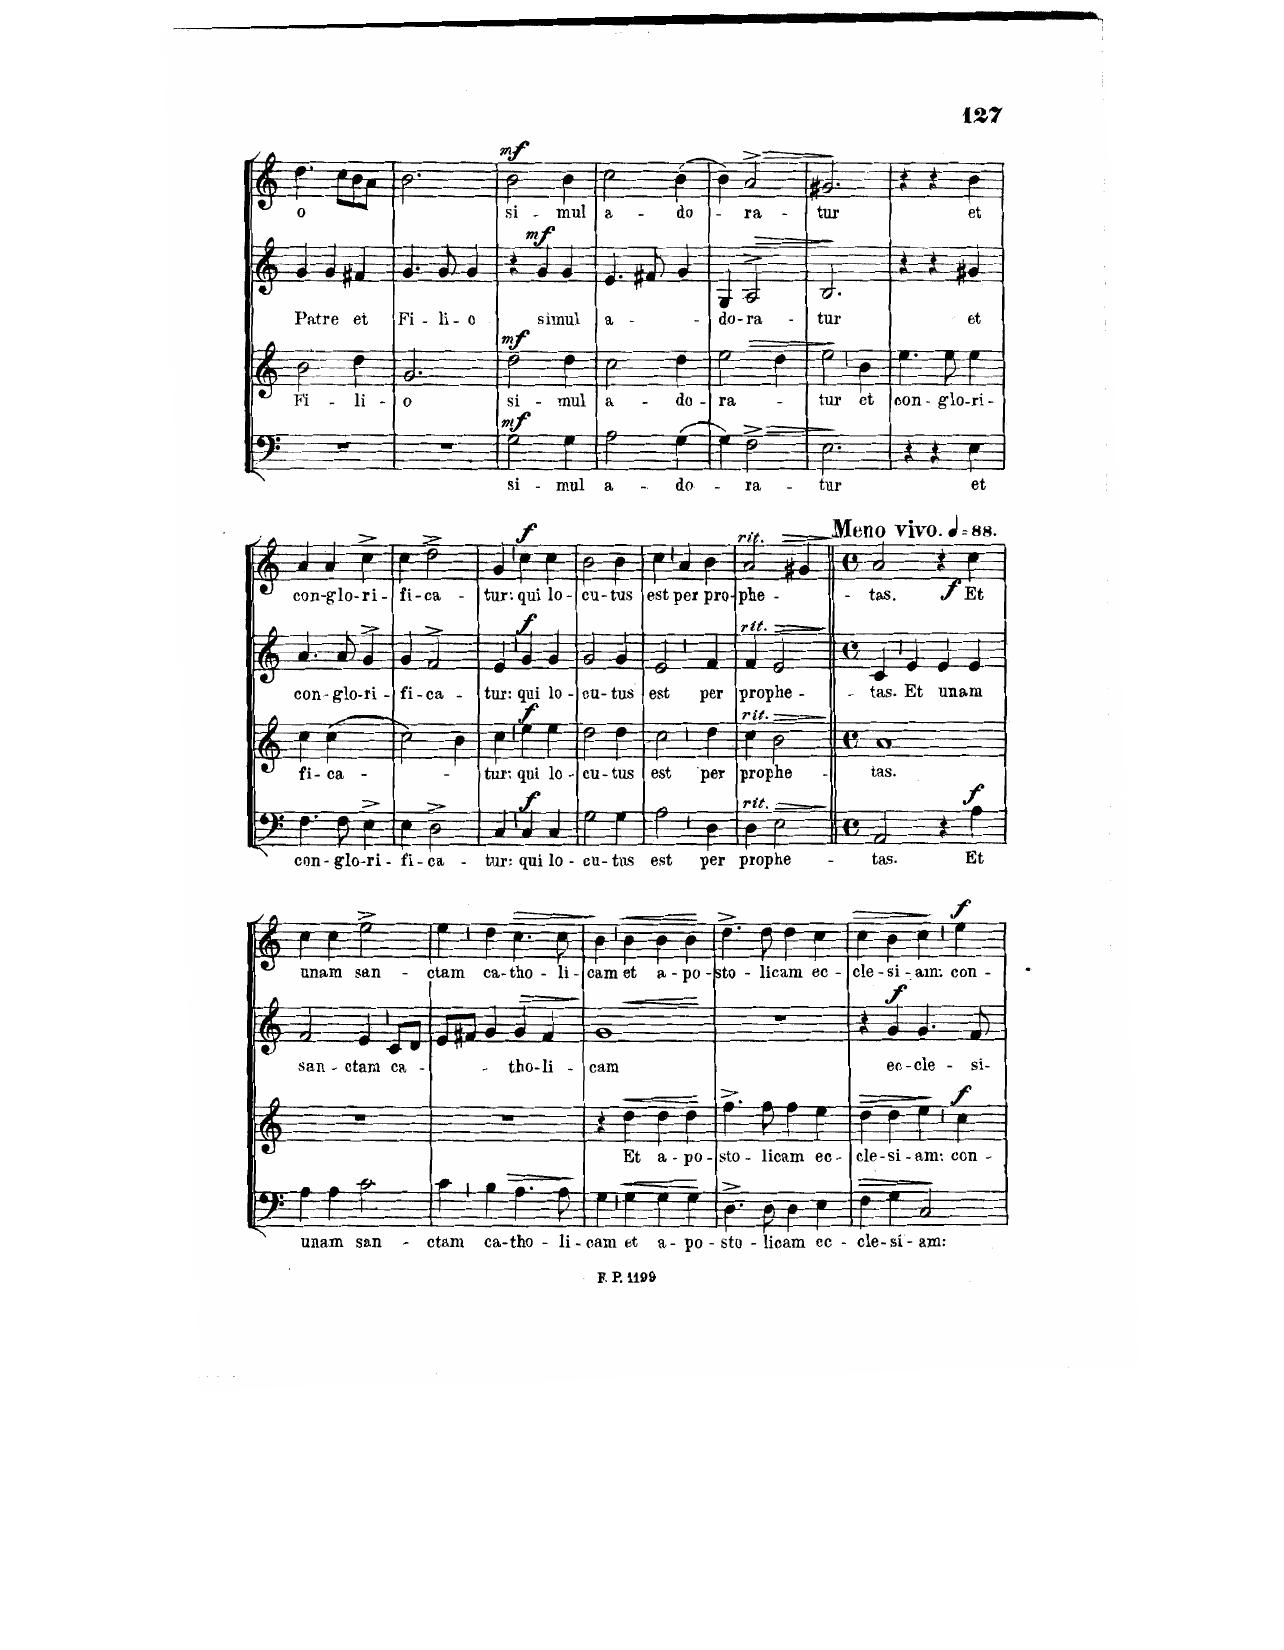 127
mf
o si - mul a - do - ra - tur et
mf
Patre et Fi - li - o simul a - do - ra - tur et
mf
Fi - li - o si - mul a - do - ra - tur et con - glo - ri -
mf
si - mul a - do - ra - tur et
Meno vivo. ♩=88.
f rit.
con - glo - ri - fi - ca - tur: qui lo - cu - tus est per pro - phe - tas. f Et
f rit.
con - glo - ri - fi - ca - tur: qui lo - cu - tus est per prophe - tas. Et unam
f rit.
fi - ca - tur: qui lo - cu - tus est per prophe - tas.
f rit. f
con - glo - ri - fi - ca - tur: qui lo - cu - tus est per prophe - tas. Et
f
unam san - ctam ca - tho - li - cam et a - po - sto - licam ec - cle - si - am: con -
f
san - ctam ca - tho - li - cam ec - cle - si -
f
Et a - po - sto - licam ec - cle - si - am: con -
unam san - ctam ca - tho - li - cam et a - po - sto - licam ec - cle - si - am:
F. P. 1199